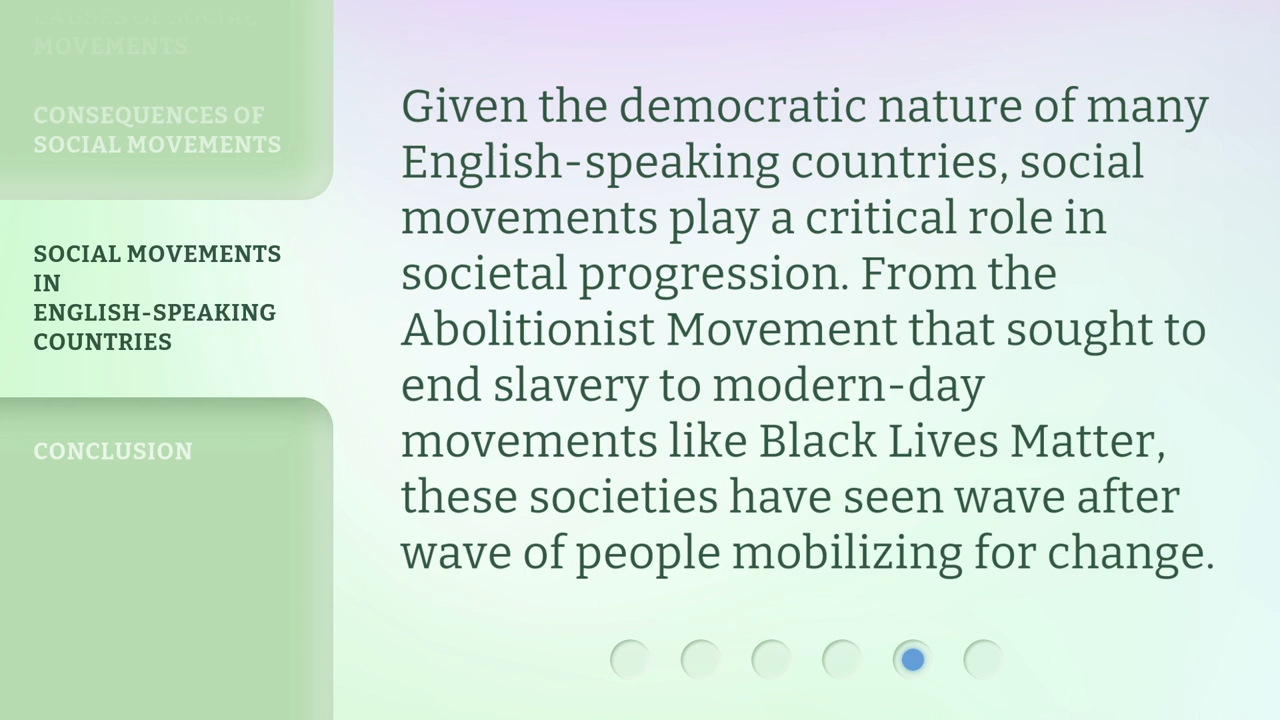 CAUSES OF SOCIAL
MOVEMENTS
CONSEQUENCES OF
SOCIAL MOVEMENTS
SOCIAL MOVEMENTS
IN
ENGLISH-SPEAKING
COUNTRIES
CONCLUSION
Given the democratic nature of many
English-speaking countries, social
movements play a critical role in
societal progression. From the
Abolitionist Movement that sought to
end slavery to modern-day
movements like Black Lives Matter,
these societies have seen wave after
wave of people mobilizing for change.